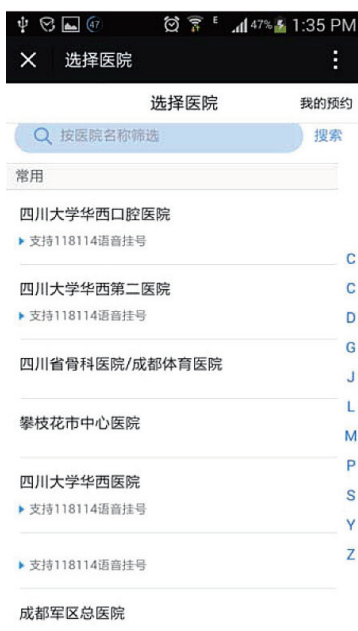 47
E
47%
1:35 PM
选择医院
选择医院
我的预约
按医院名称筛选
搜索
常用
四川大学华西口腔医院
支持118114语音挂号
四川大学华西第二医院
支持118114语音挂号
四川省骨科医院/成都体育医院
攀枝花市中心医院
四川大学华西医院
支持118114语音挂号
支持118114语音挂号
成都军区总医院
C
C
D
G
J
L
M
P
S
Y
Z